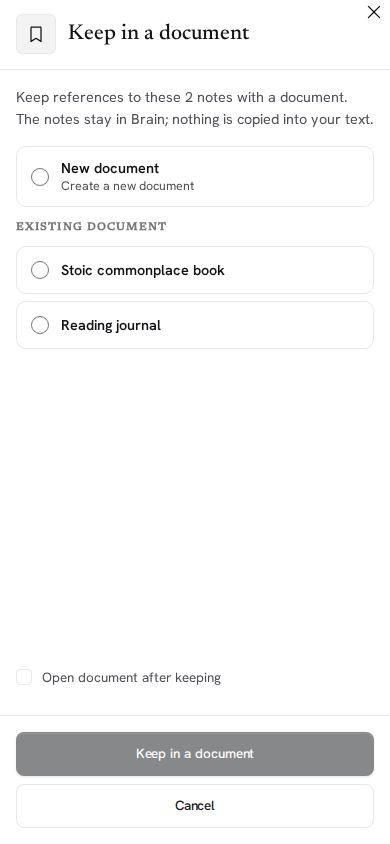 Keep in a document
Keep references to these 2 notes with a document.
The notes stay in Brain; nothing is copied into your text.
New document
Create a new document
EXISTING DOCUMENT
Stoic commonplace book
Reading journal
Open document after keeping
Keep in a document
Cancel